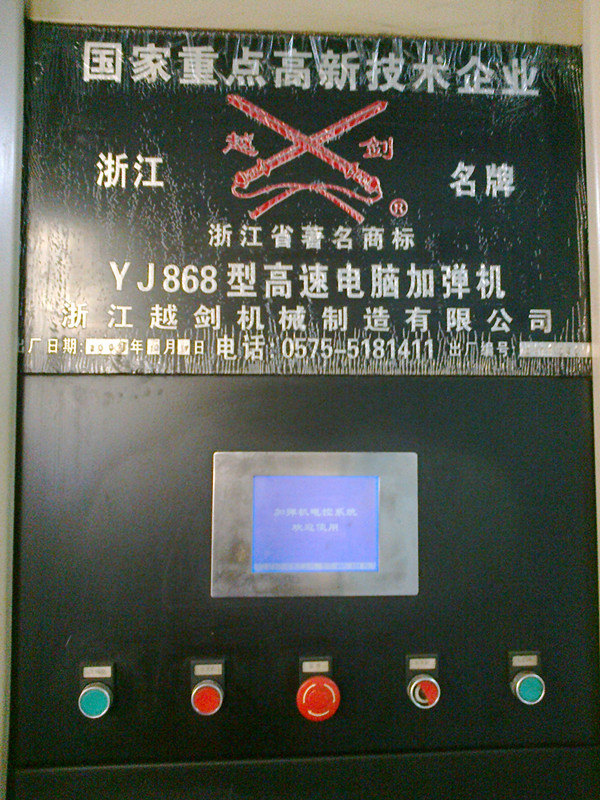 国家重点高新技术企业
越剑
®
浙江 名牌
浙江省著名商标
YJ868型高速电脑加弹机
浙江越剑机械制造有限公司
出厂日期: 年 月 日 电话: 0575-5181411 出厂编号:
加弹机电控系统
欢迎使用